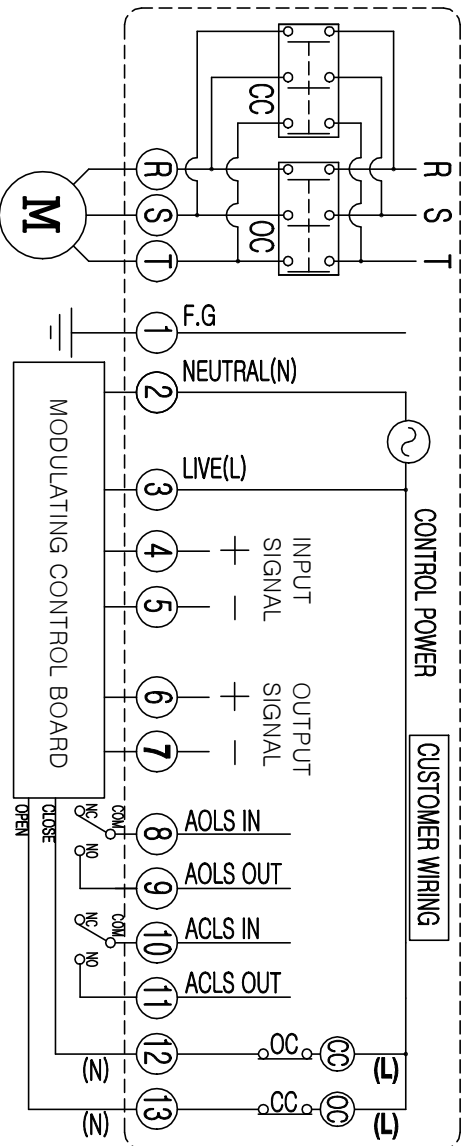 R S T
CC
OC
R S T
M
F.G
1
NEUTRAL(N)
2
LIVE(L)
3
CONTROL POWER
CUSTOMER WIRING
INPUT
SIGNAL
+ −
4 5
OUTPUT
SIGNAL
+ −
6 7
MODULATING CONTROL BOARD
CLOSE
OPEN
AOLS IN
8
AOLS OUT
9
ACLS IN
10
ACLS OUT
11
COM
NC
NO
COM
NC
NO
12
(N)
OC
CC
(L)
13
(N)
CC
OC
(L)